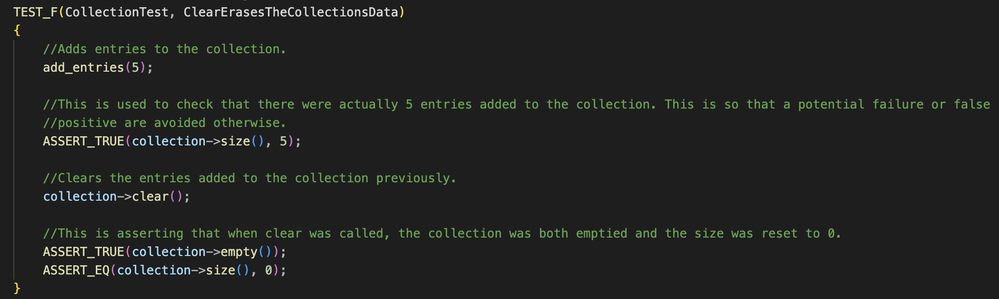 TEST_F(CollectionTest, ClearErasesTheCollectionsData)
{
//Adds entries to the collection.
add_entries(5);
//This is used to check that there were actually 5 entries added to the collection. This is so that a potential failure or false
//positive are avoided otherwise.
ASSERT_TRUE(collection->size(), 5);
//Clears the entries added to the collection previously.
collection->clear();
//This is asserting that when clear was called, the collection was both emptied and the size was reset to 0.
ASSERT_TRUE(collection->empty());
ASSERT_EQ(collection->size(), 0);
}